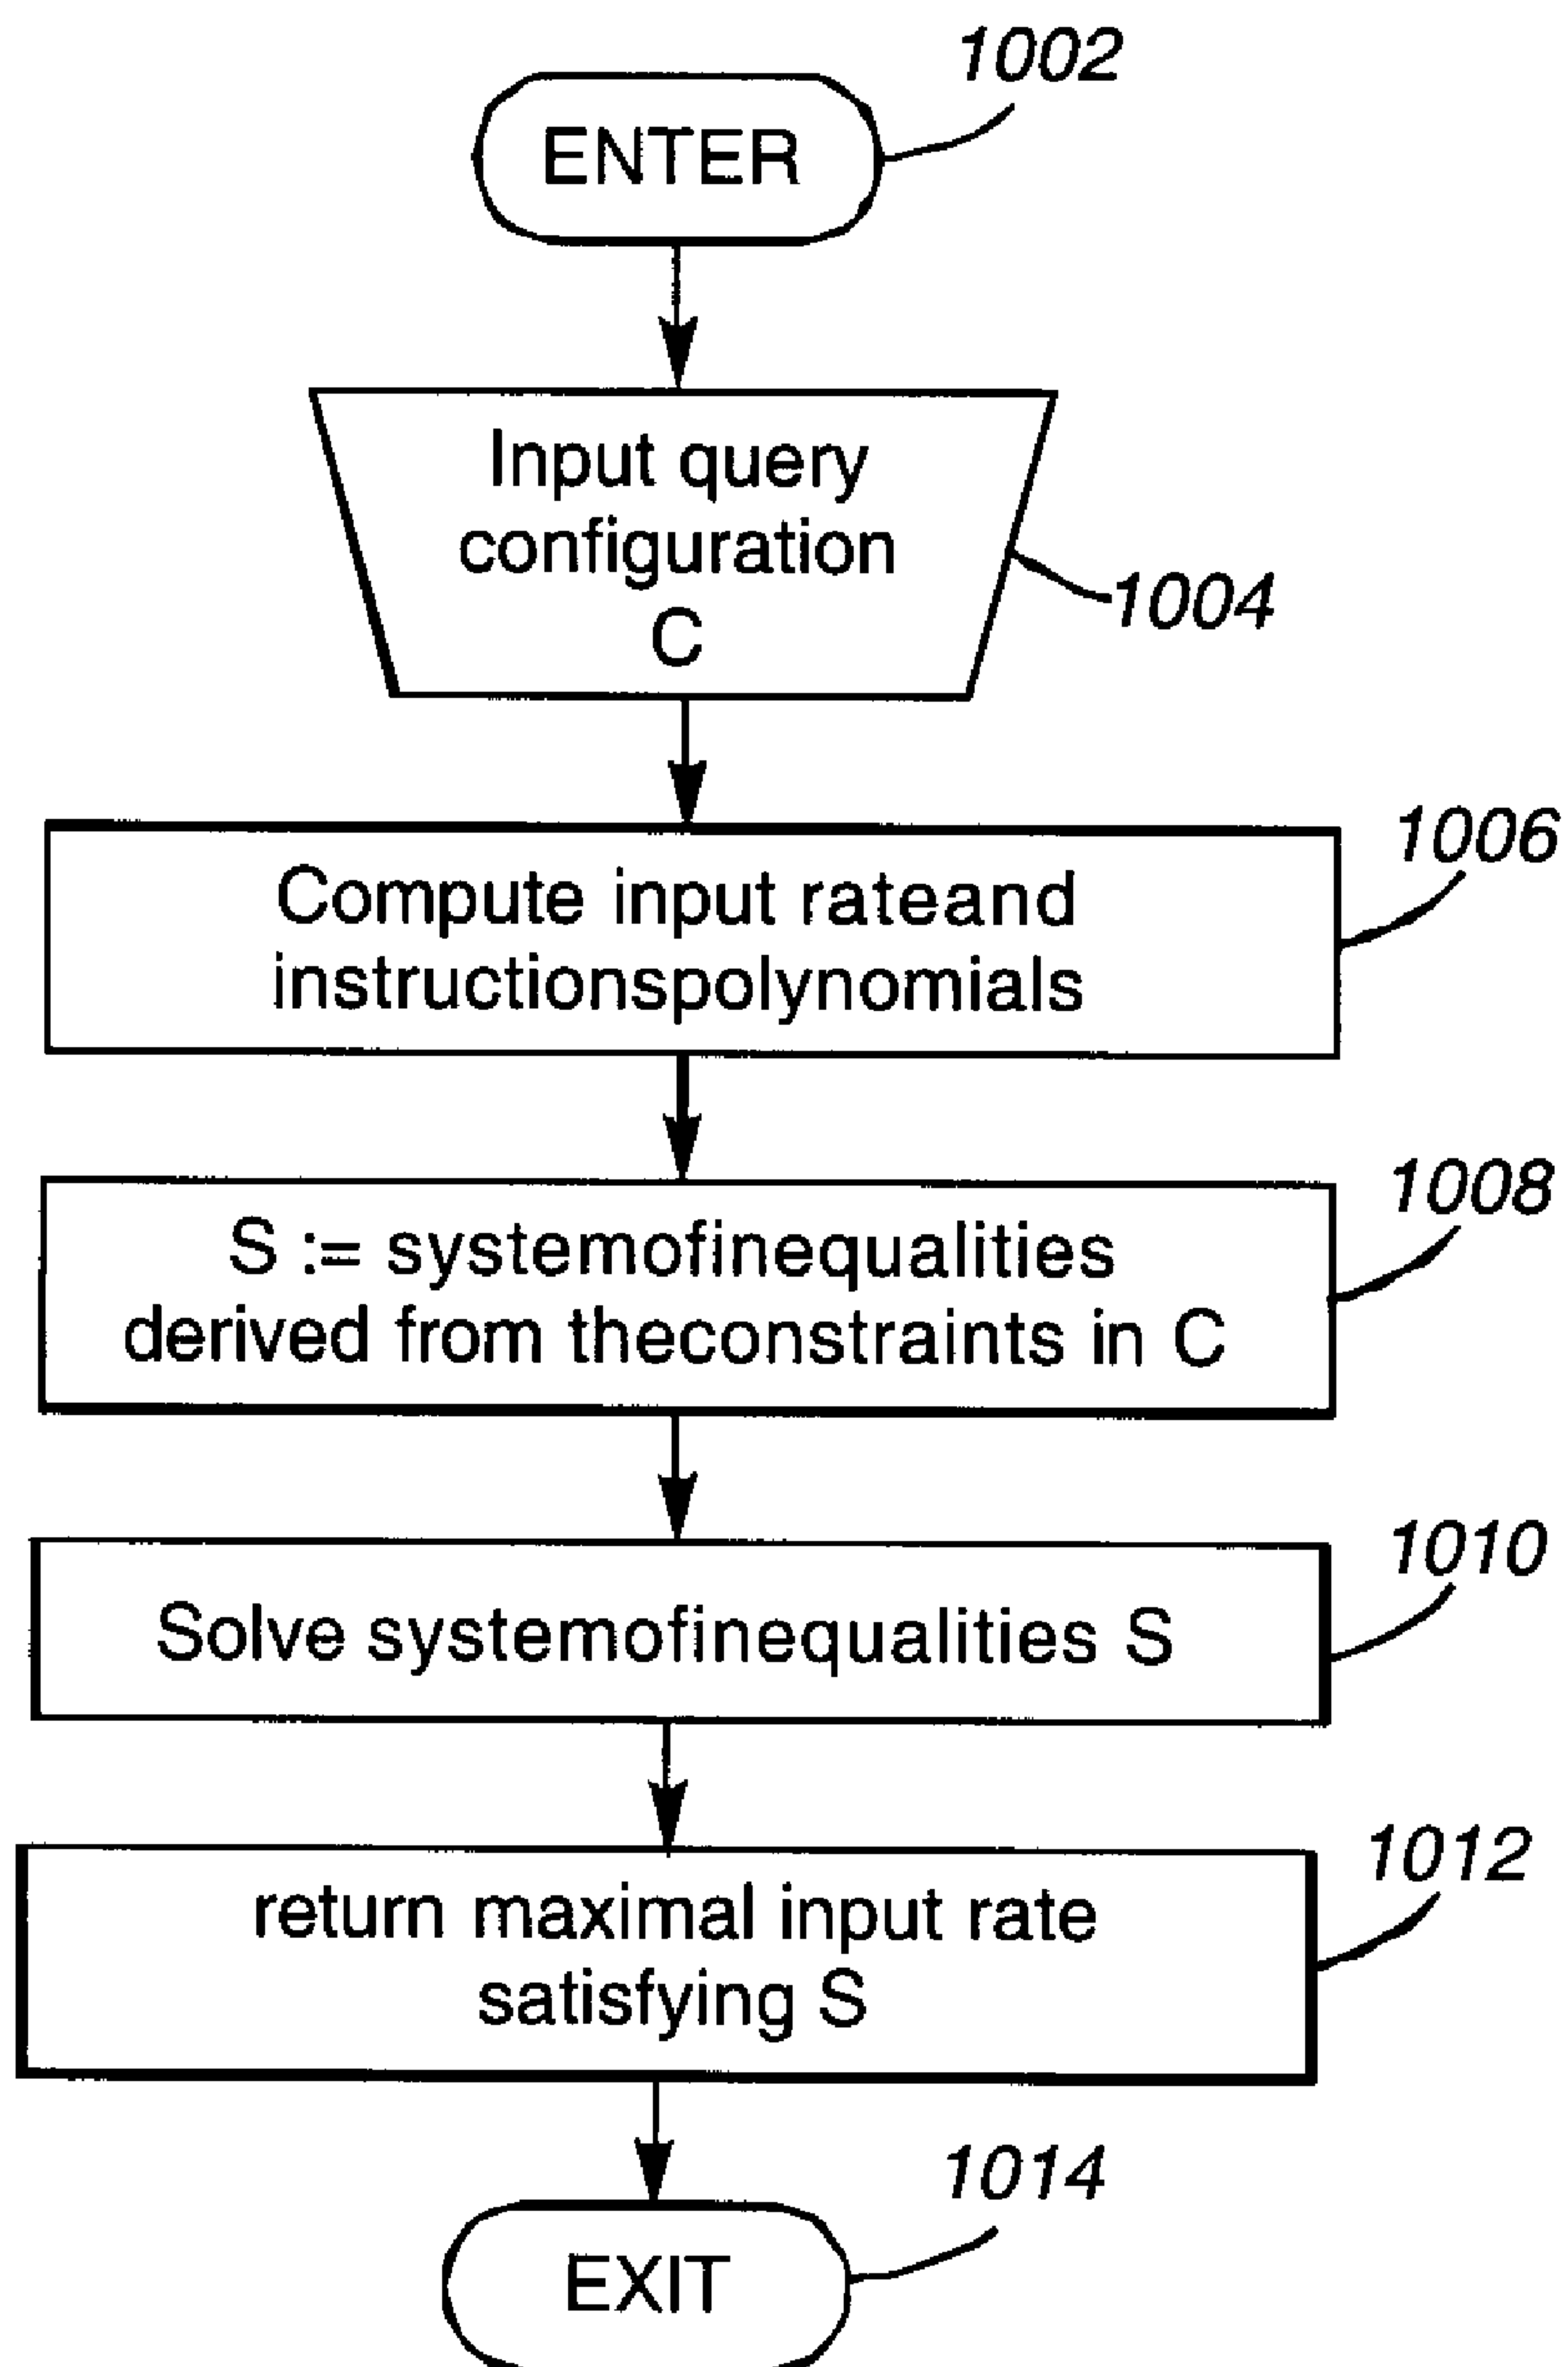 1002
ENTER
Input query
configuration
C
1004
1006
Compute input rateand
instructionspolynomials
1008
S := systemofinequalities
derived from theconstraints in C
1010
Solve systemofinequalities S
1012
return maximal input rate
satisfying S
1014
EXIT